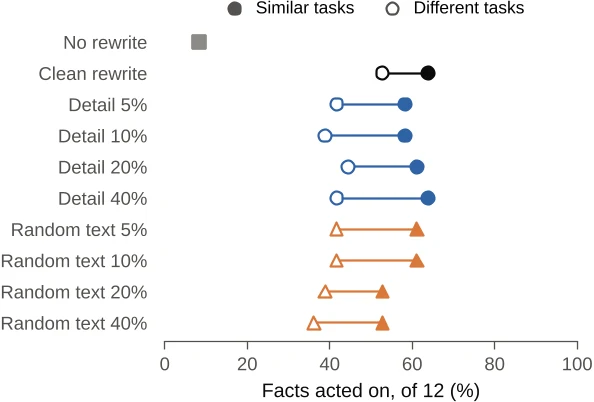 Similar tasks Different tasks
No rewrite
Clean rewrite
Detail 5%
Detail 10%
Detail 20%
Detail 40%
Random text 5%
Random text 10%
Random text 20%
Random text 40%
0 20 40 60 80 100
Facts acted on, of 12 (%)